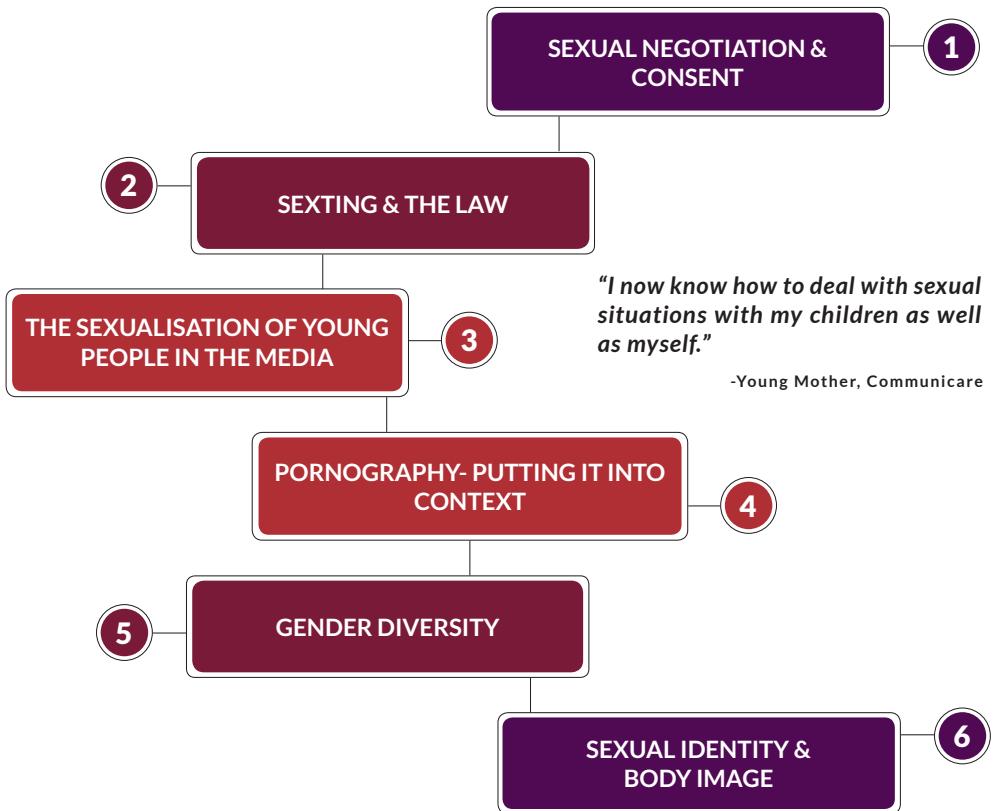 SEXUAL NEGOTIATION &
CONSENT
1
2
SEXTING & THE LAW
THE SEXUALISATION OF YOUNG
PEOPLE IN THE MEDIA
3
“I now know how to deal with sexual
situations with my children as well
as myself.”
-Young Mother, Communicare
PORNOGRAPHY- PUTTING IT INTO
CONTEXT
4
5
GENDER DIVERSITY
SEXUAL IDENTITY &
BODY IMAGE
6